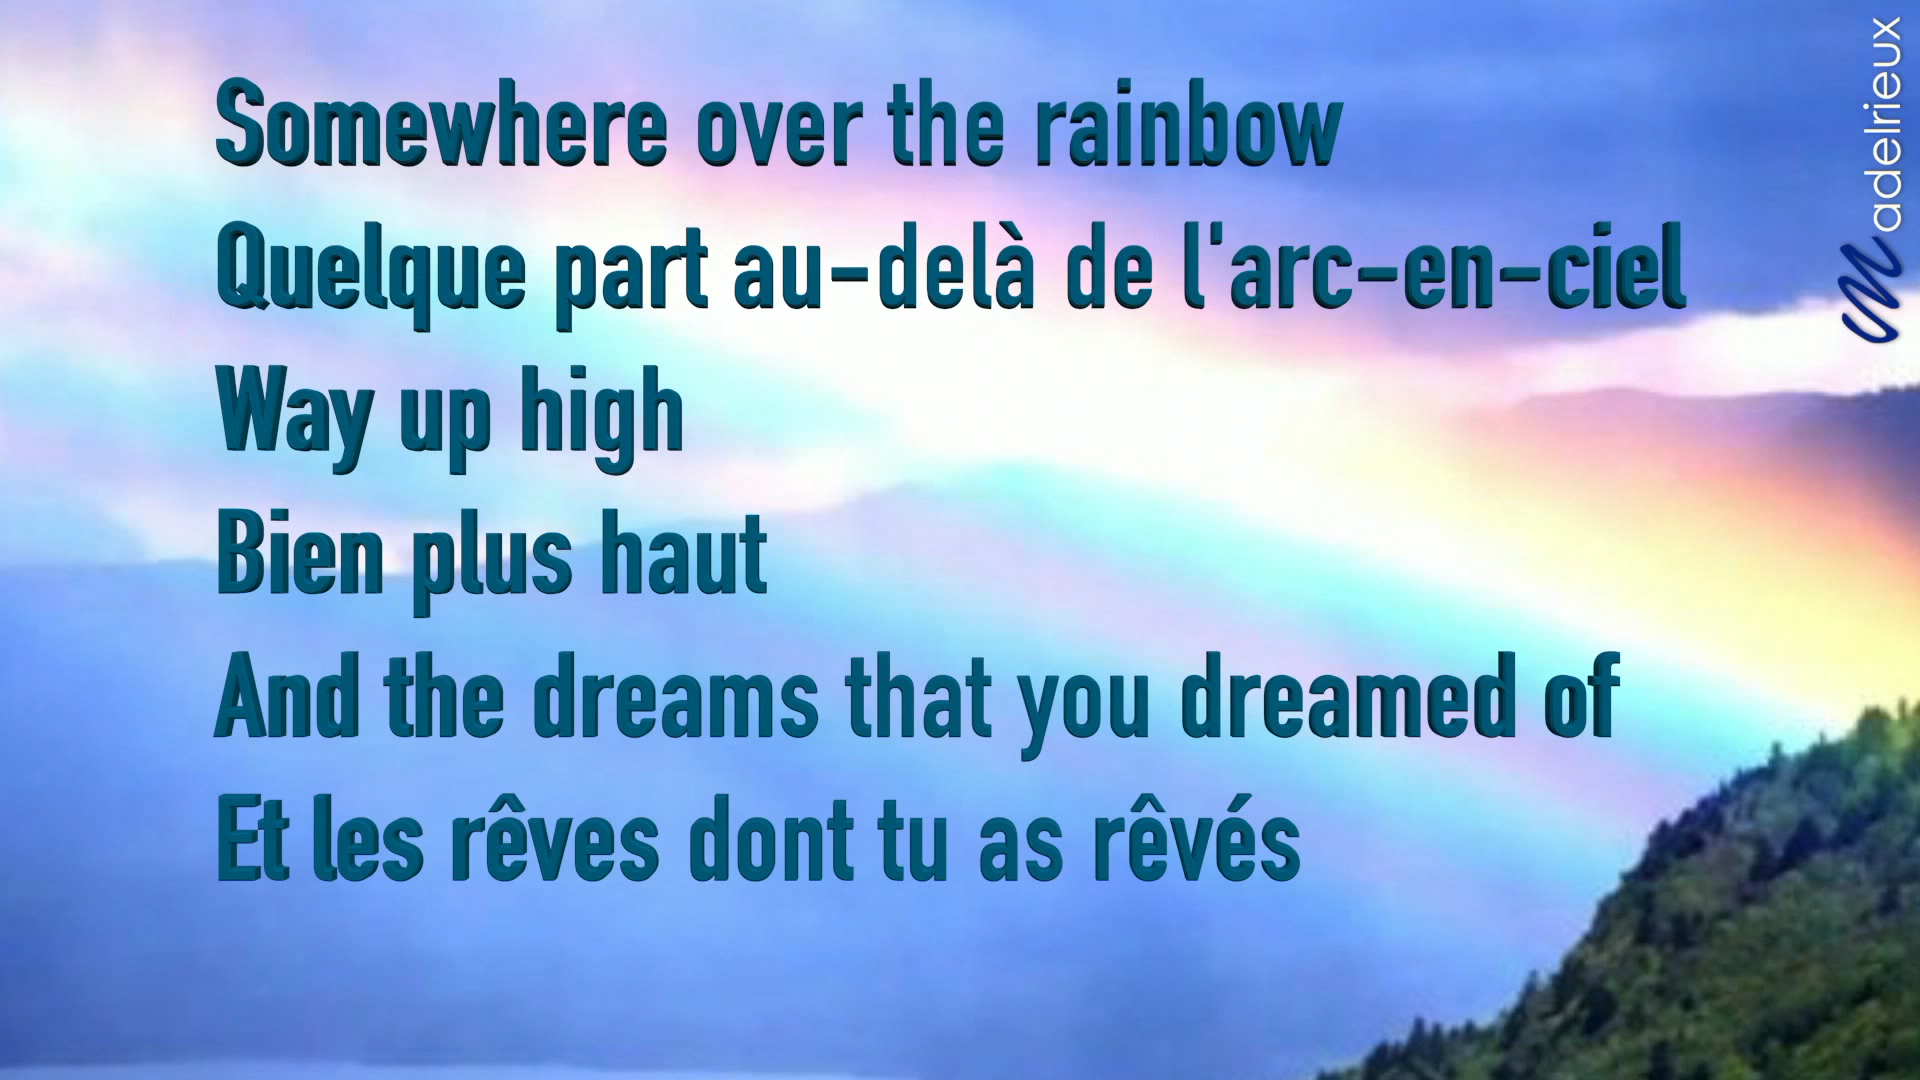 Somewhere over the rainbow
Quelque part au-delà de l'arc-en-ciel
Way up high
Bien plus haut
And the dreams that you dreamed of
Et les rêves dont tu as rêvés
Madelrieux